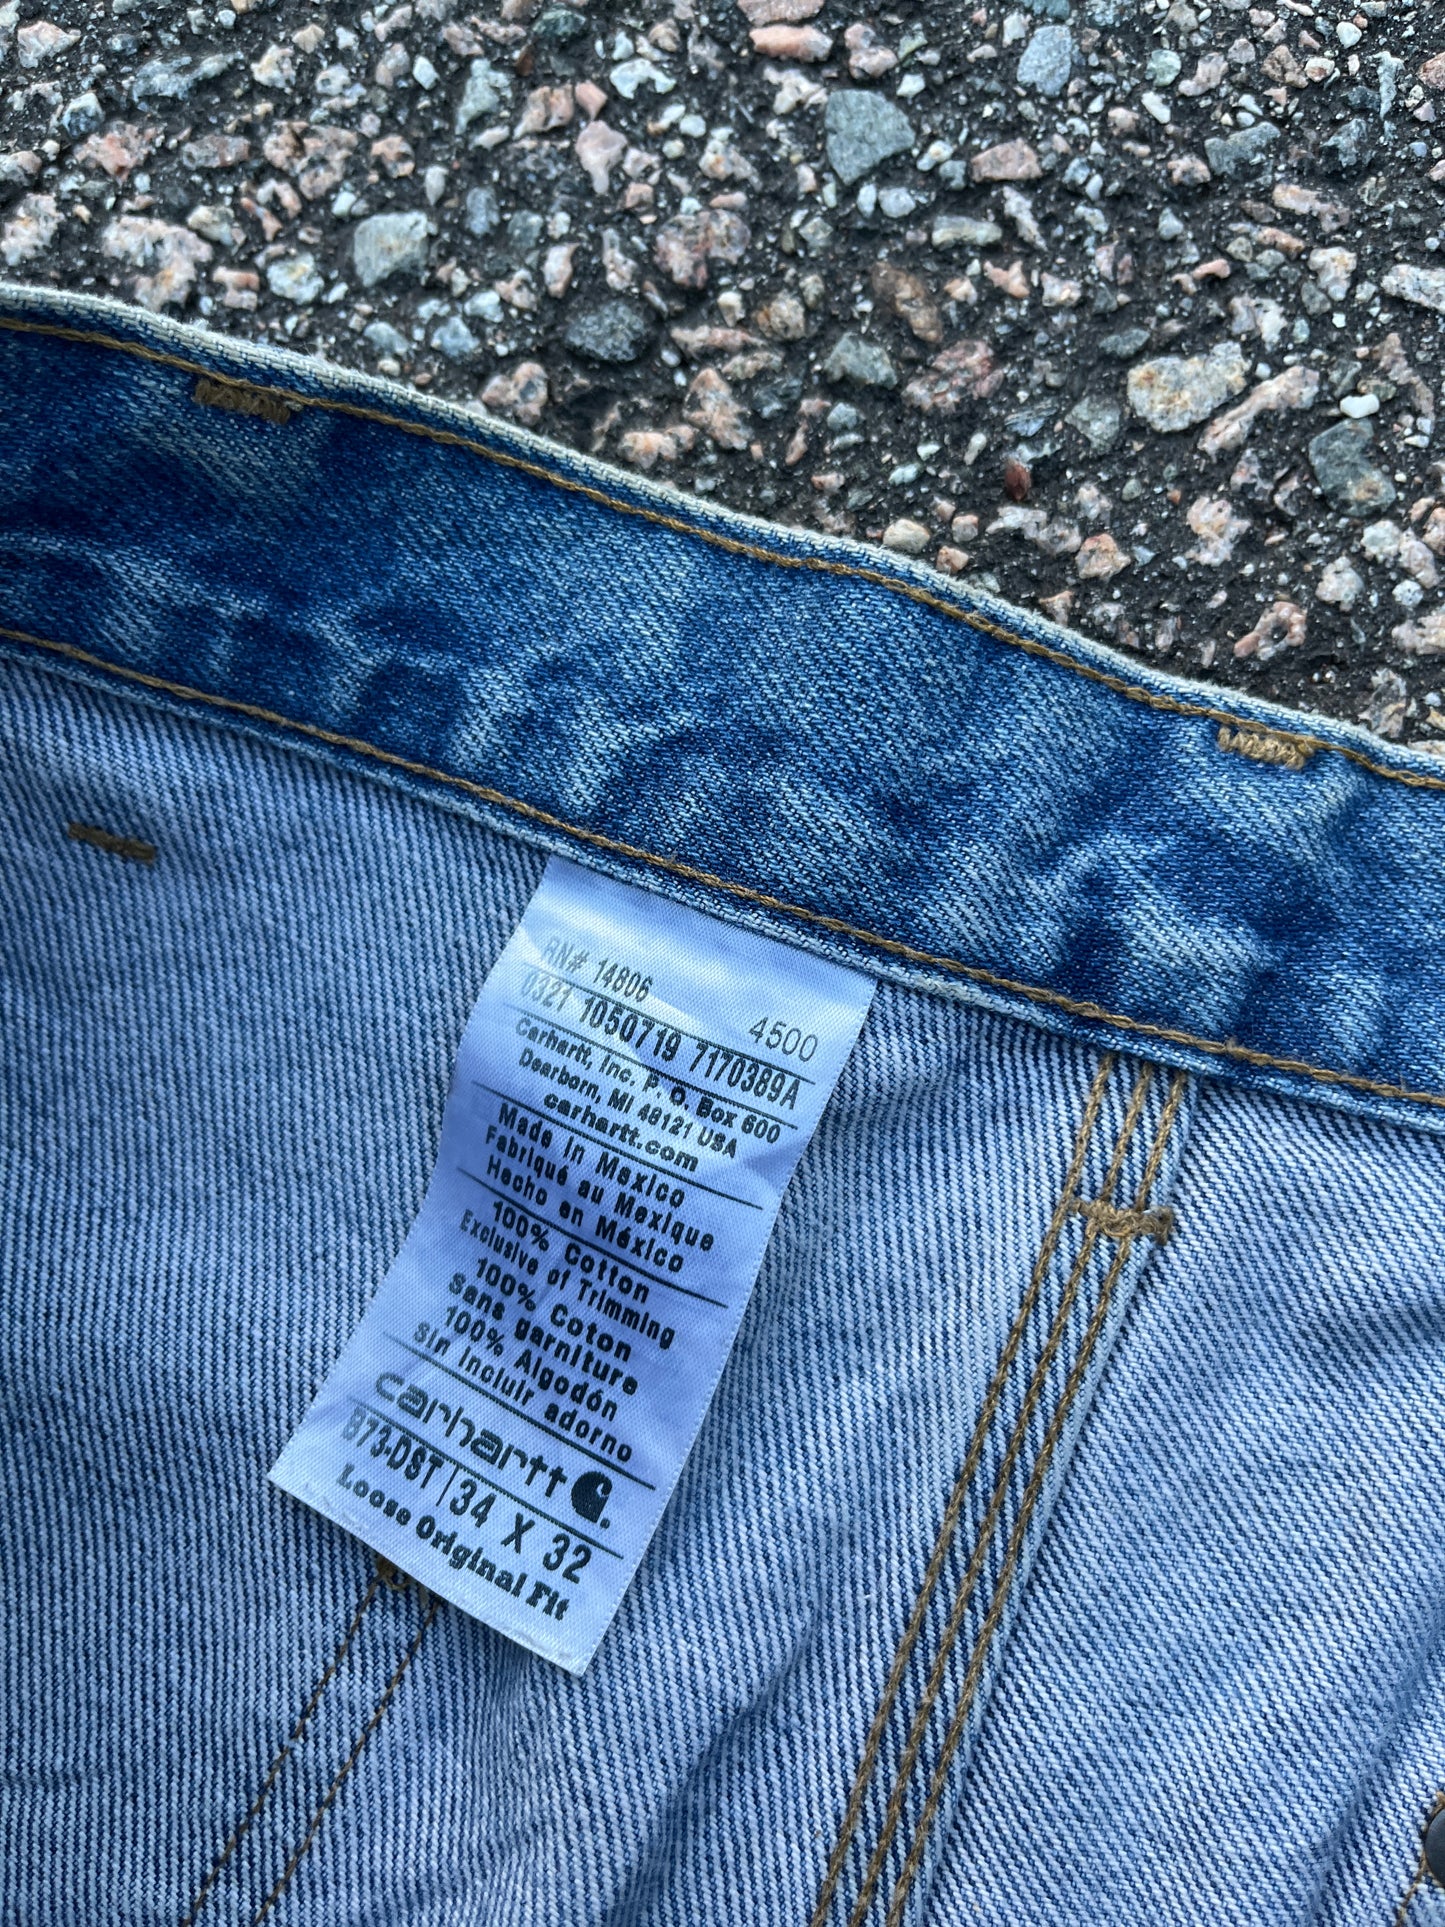 RN# 14806
4500
0321 1050719 7170389A
Carhartt, Inc. P. O. Box 600
Dearborn, MI 48121 USA
carhartt.com
Made in Mexico
Fabriqué au Mexique
Hecho en México
100% Cotton
Exclusive of Trimming
100% Coton
Sans garniture
100% Algodón
sin incluir adorno
carhartt
B73-DST | 34 X 32
Loose Original Fit